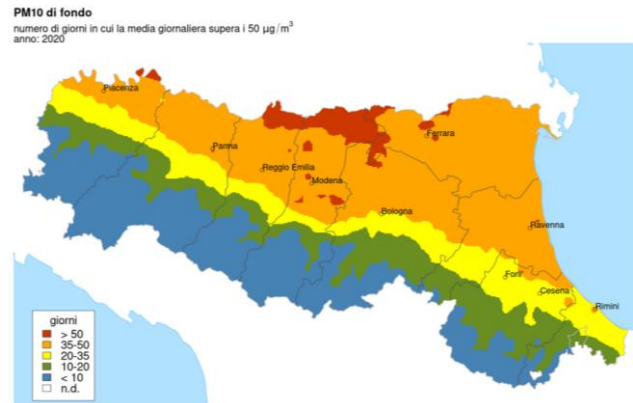 PM10 di fondo
numero di giorni in cui la media giornaliera supera i 50 µg/m³
anno: 2020
Piacenza
Parma
Reggio Emilia
Modena
Ferrara
Bologna
Ravenna
Forli'
Cesena
Rimini
giorni
> 50
35-50
20-35
10-20
< 10
n.d.